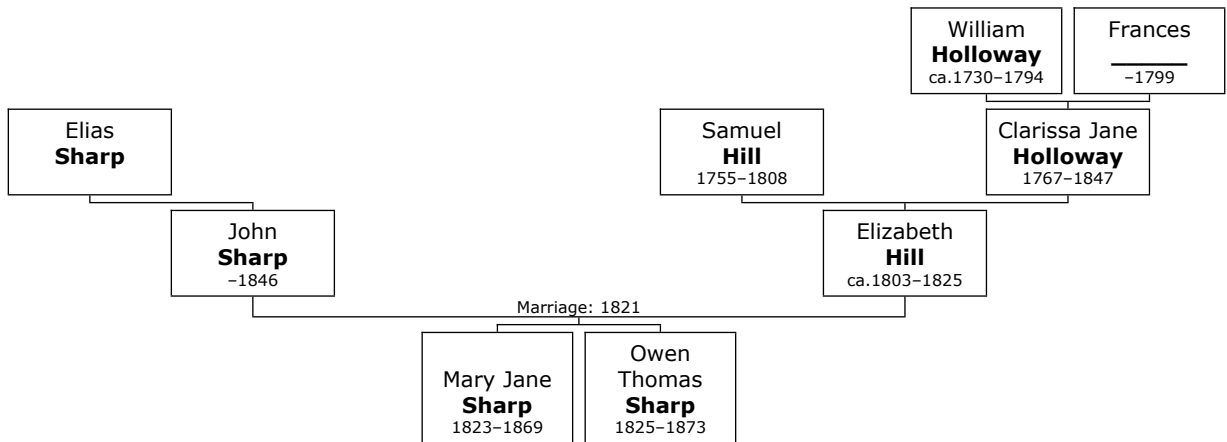 William
Holloway
ca.1730–1794
Frances
______
–1799
Elias
Sharp
Samuel
Hill
1755–1808
Clarissa Jane
Holloway
1767–1847
John
Sharp
–1846
Elizabeth
Hill
ca.1803–1825
Marriage: 1821
Mary Jane
Sharp
1823–1869
Owen
Thomas
Sharp
1825–1873